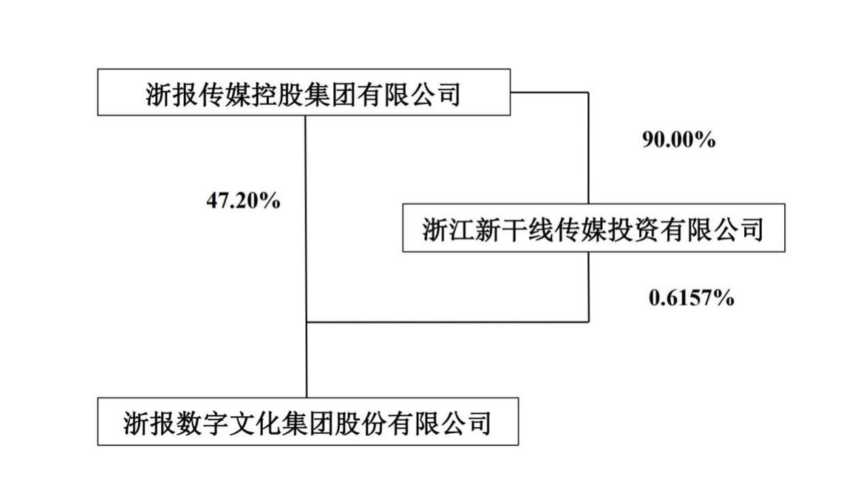 浙报传媒控股集团有限公司
90.00%
47.20%
浙江新干线传媒投资有限公司
0.6157%
浙报数字文化集团股份有限公司